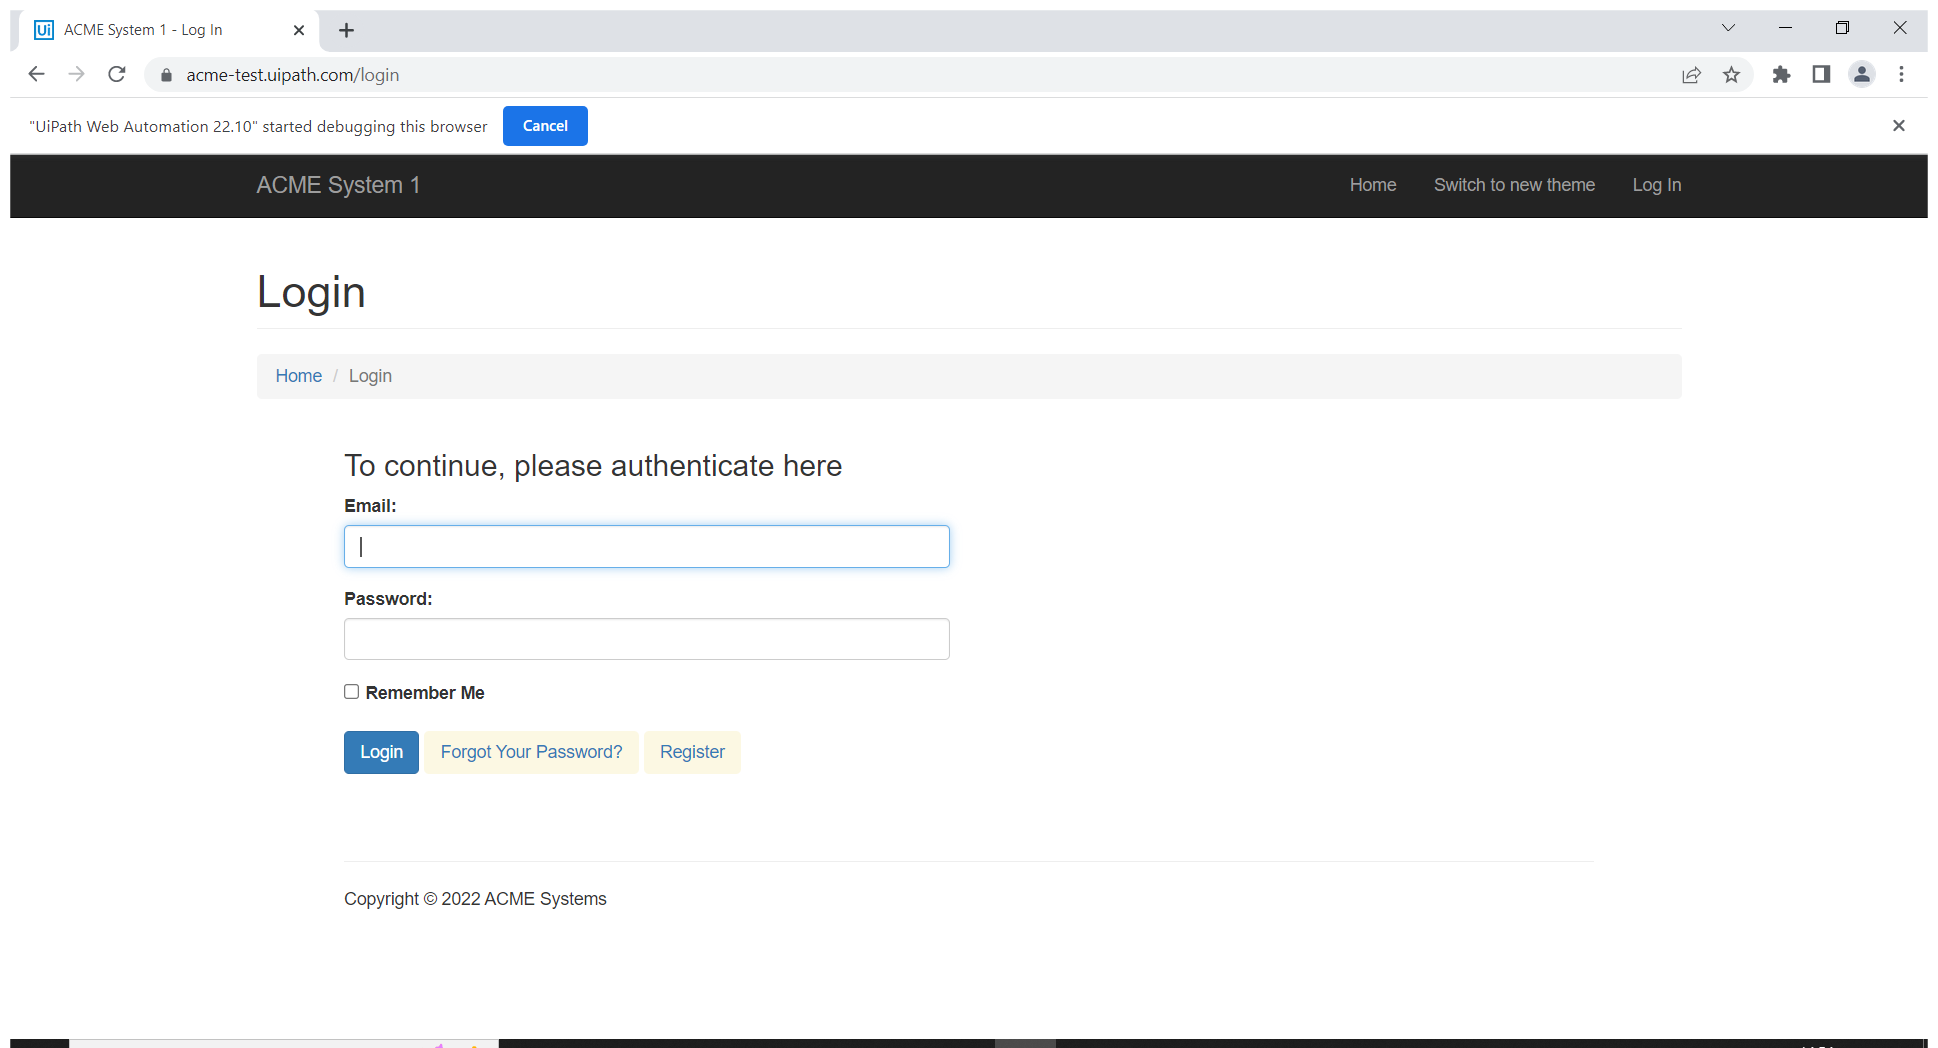 Ui ACME System 1 - Log In
acme-test.uipath.com/login
"UiPath Web Automation 22.10" started debugging this browser Cancel
ACME System 1 Home Switch to new theme Log In
Login
Home / Login
To continue, please authenticate here
Email:
Password:
Remember Me
Login Forgot Your Password? Register
Copyright © 2022 ACME Systems